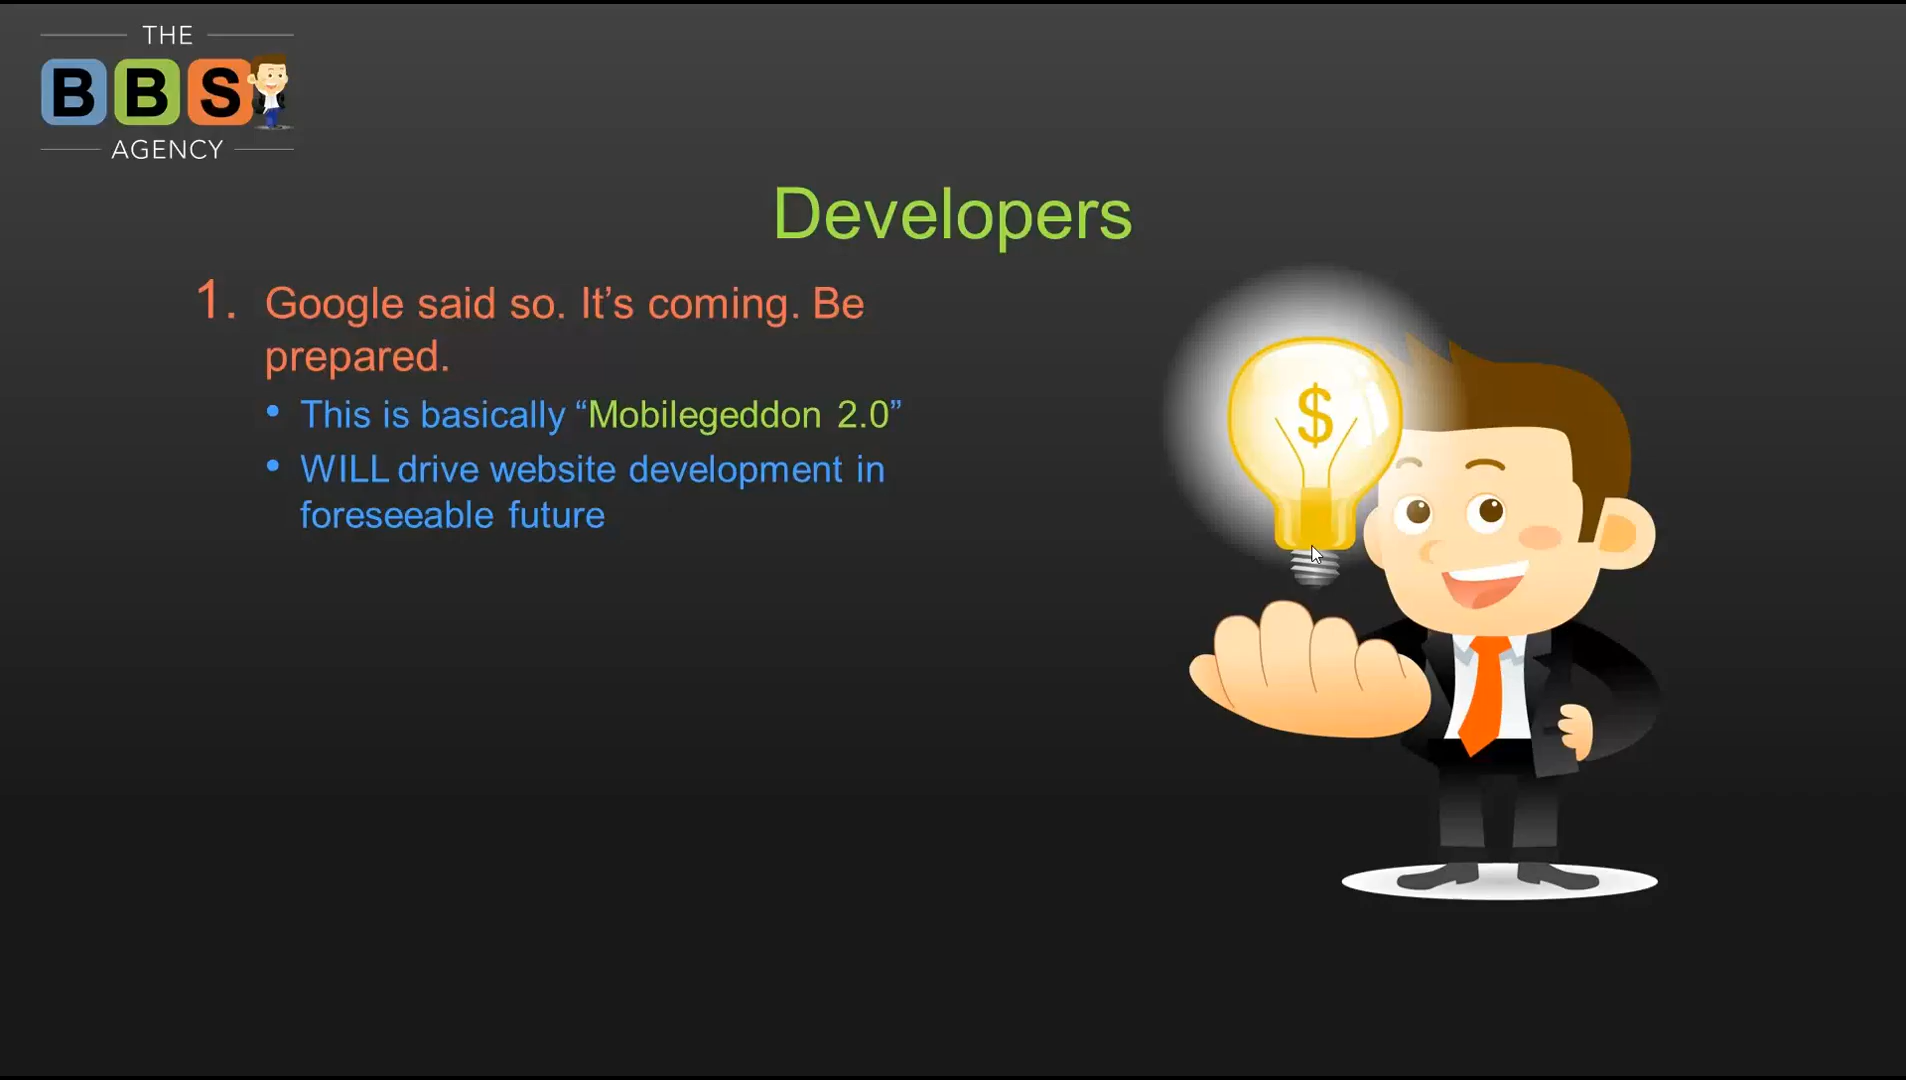 THE
BBS
AGENCY
Developers
1. Google said so. It’s coming. Be
prepared.
• This is basically “Mobilegeddon 2.0”
• WILL drive website development in
foreseeable future
$